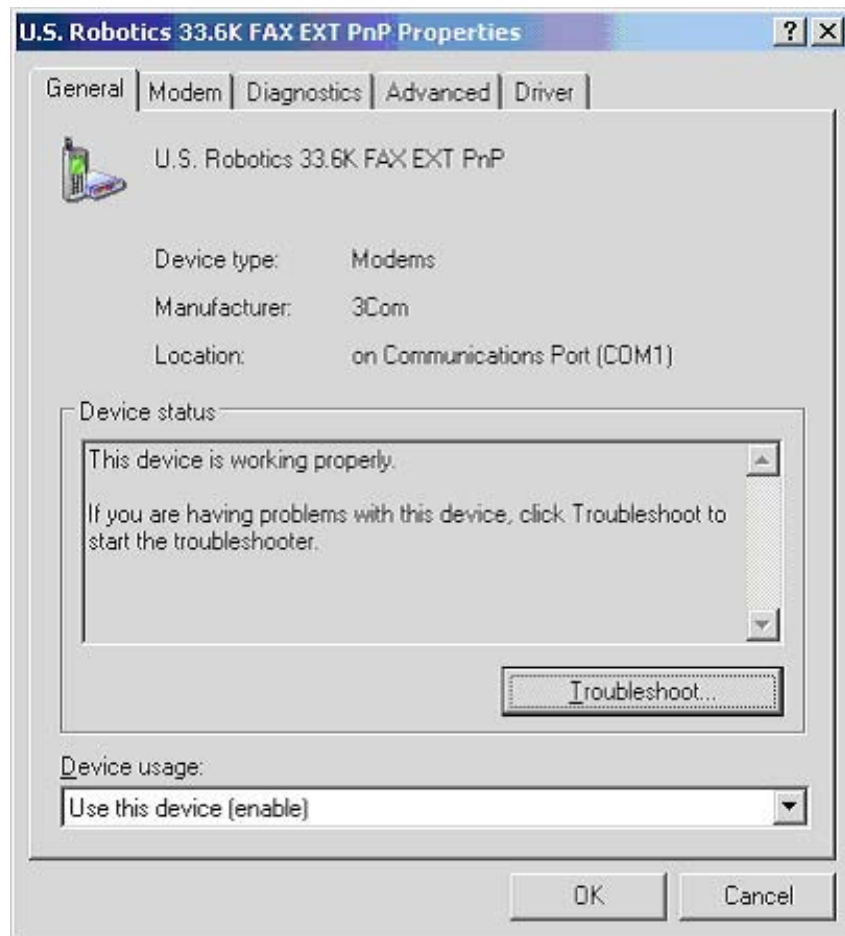 U.S. Robotics 33.6K FAX EXT PnP Properties
General Modem Diagnostics Advanced Driver
U.S. Robotics 33.6K FAX EXT PnP
Device type: Modems
Manufacturer: 3Com
Location: on Communications Port (COM1)
Device status
This device is working properly.
If you are having problems with this device, click Troubleshoot to
start the troubleshooter.
Troubleshoot...
Device usage:
Use this device (enable)
OK Cancel